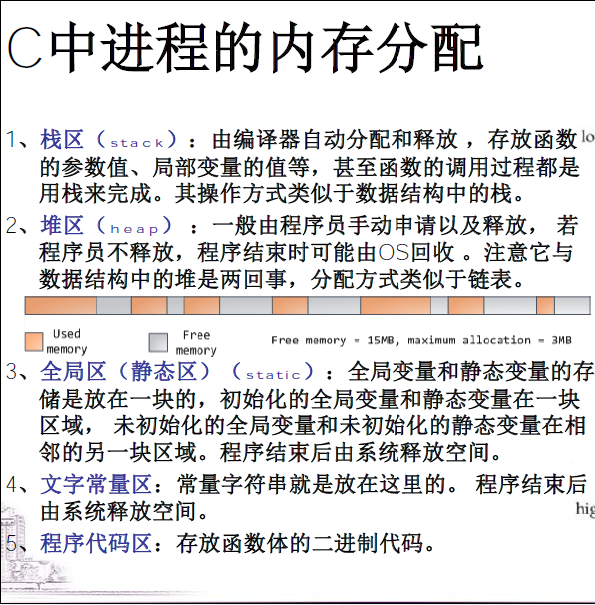 C中进程的内存分配
1、栈区（stack）：由编译器自动分配和释放 ，存放函数
的参数值、局部变量的值等，甚至函数的调用过程都是
用栈来完成。其操作方式类似于数据结构中的栈。
2、堆区（heap） ：一般由程序员手动申请以及释放， 若
程序员不释放，程序结束时可能由OS回收 。注意它与
数据结构中的堆是两回事，分配方式类似于链表。
Used memory
Free memory
Free memory = 15MB, maximum allocation = 3MB
3、全局区（静态区）（static）：全局变量和静态变量的存
储是放在一块的，初始化的全局变量和静态变量在一块
区域， 未初始化的全局变量和未初始化的静态变量在相
邻的另一块区域。程序结束后由系统释放空间。
4、文字常量区：常量字符串就是放在这里的。 程序结束后
由系统释放空间。
5、程序代码区：存放函数体的二进制代码。